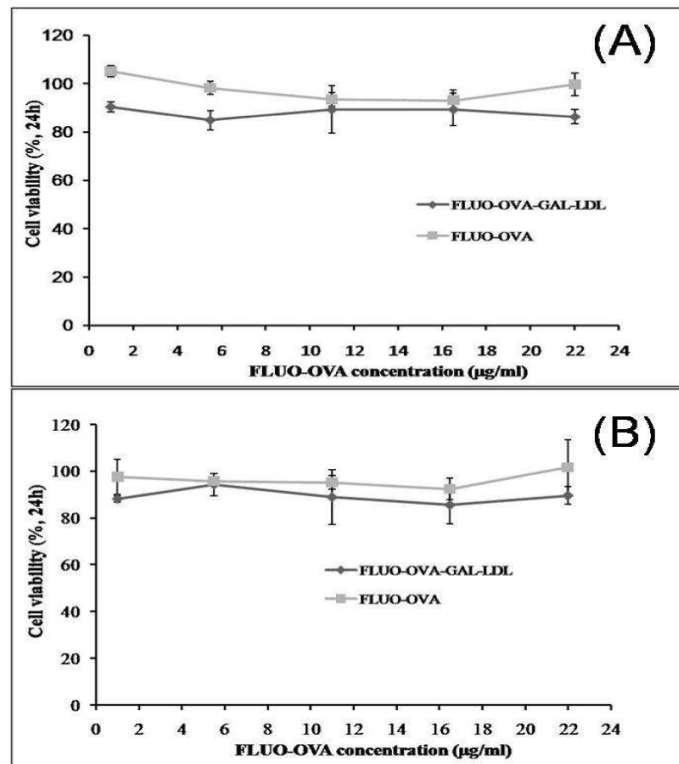 (A)
120
100
80
60
40
20
0
Cell viability (%, 24h)
FLUO-OVA-GAL-LDL
FLUO-OVA
0 2 4 6 8 10 12 14 16 18 20 22 24
FLUO-OVA concentration (µg/ml)
(B)
120
100
80
60
40
20
0
Cell viability (%, 24h)
FLUO-OVA-GAL-LDL
FLUO-OVA
0 2 4 6 8 10 12 14 16 18 20 22 24
FLUO-OVA concentration (µg/ml)